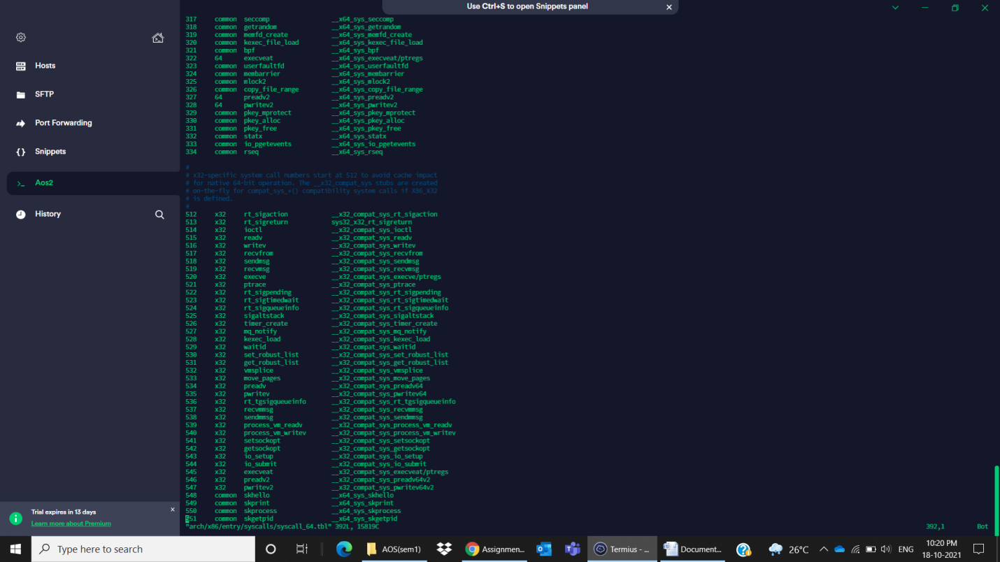 Use Ctrl+S to open Snippets panel
Hosts
SFTP
Port Forwarding
Snippets
Aos2
History
Trial expires in 13 days
Learn more about Premium
317 common seccomp __x64_sys_seccomp
318 common getrandom __x64_sys_getrandom
319 common memfd_create __x64_sys_memfd_create
320 common kexec_file_load __x64_sys_kexec_file_load
321 common bpf __x64_sys_bpf
322 64 execveat __x64_sys_execveat/ptregs
323 common userfaultfd __x64_sys_userfaultfd
324 common membarrier __x64_sys_membarrier
325 common mlock2 __x64_sys_mlock2
326 common copy_file_range __x64_sys_copy_file_range
327 64 preadv2 __x64_sys_preadv2
328 64 pwritev2 __x64_sys_pwritev2
329 common pkey_mprotect __x64_sys_pkey_mprotect
330 common pkey_alloc __x64_sys_pkey_alloc
331 common pkey_free __x64_sys_pkey_free
332 common statx __x64_sys_statx
333 common io_pgetevents __x64_sys_io_pgetevents
334 common rseq __x64_sys_rseq
#
# x32-specific system call numbers start at 512 to avoid cache impact
# for native 64-bit operation. The __x32_compat_sys stubs are created
# on-the-fly for compat_sys_*() compatibility system calls if X86_X32
# is defined.
#
512 x32 rt_sigaction __x32_compat_sys_rt_sigaction
513 x32 rt_sigreturn sys32_x32_rt_sigreturn
514 x32 ioctl __x32_compat_sys_ioctl
515 x32 readv __x32_compat_sys_readv
516 x32 writev __x32_compat_sys_writev
517 x32 recvfrom __x32_compat_sys_recvfrom
518 x32 sendmsg __x32_compat_sys_sendmsg
519 x32 recvmsg __x32_compat_sys_recvmsg
520 x32 execve __x32_compat_sys_execve/ptregs
521 x32 ptrace __x32_compat_sys_ptrace
522 x32 rt_sigpending __x32_compat_sys_rt_sigpending
523 x32 rt_sigtimedwait __x32_compat_sys_rt_sigtimedwait
524 x32 rt_sigqueueinfo __x32_compat_sys_rt_sigqueueinfo
525 x32 sigaltstack __x32_compat_sys_sigaltstack
526 x32 timer_create __x32_compat_sys_timer_create
527 x32 mq_notify __x32_compat_sys_mq_notify
528 x32 kexec_load __x32_compat_sys_kexec_load
529 x32 waitid __x32_compat_sys_waitid
530 x32 set_robust_list __x32_compat_sys_set_robust_list
531 x32 get_robust_list __x32_compat_sys_get_robust_list
532 x32 vmsplice __x32_compat_sys_vmsplice
533 x32 move_pages __x32_compat_sys_move_pages
534 x32 preadv __x32_compat_sys_preadv64
535 x32 pwritev __x32_compat_sys_pwritev64
536 x32 rt_tgsigqueueinfo __x32_compat_sys_rt_tgsigqueueinfo
537 x32 recvmmsg __x32_compat_sys_recvmmsg
538 x32 sendmmsg __x32_compat_sys_sendmmsg
539 x32 process_vm_readv __x32_compat_sys_process_vm_readv
540 x32 process_vm_writev __x32_compat_sys_process_vm_writev
541 x32 setsockopt __x32_compat_sys_setsockopt
542 x32 getsockopt __x32_compat_sys_getsockopt
543 x32 io_setup __x32_compat_sys_io_setup
544 x32 io_submit __x32_compat_sys_io_submit
545 x32 execveat __x32_compat_sys_execveat/ptregs
546 x32 preadv2 __x32_compat_sys_preadv64v2
547 x32 pwritev2 __x32_compat_sys_pwritev64v2
548 common skhello __x64_sys_skhello
549 common skprint __x64_sys_skprint
550 common skprocess __x64_sys_skprocess
551 common skgetpid __x64_sys_skgetpid
"arch/x86/entry/syscalls/syscall_64.tbl" 392L, 15819C 392,1 Bot
Type here to search
AOS(sem1)
Assignmen...
Termius - ...
Document...
26°C
ENG
10:20 PM
18-10-2021